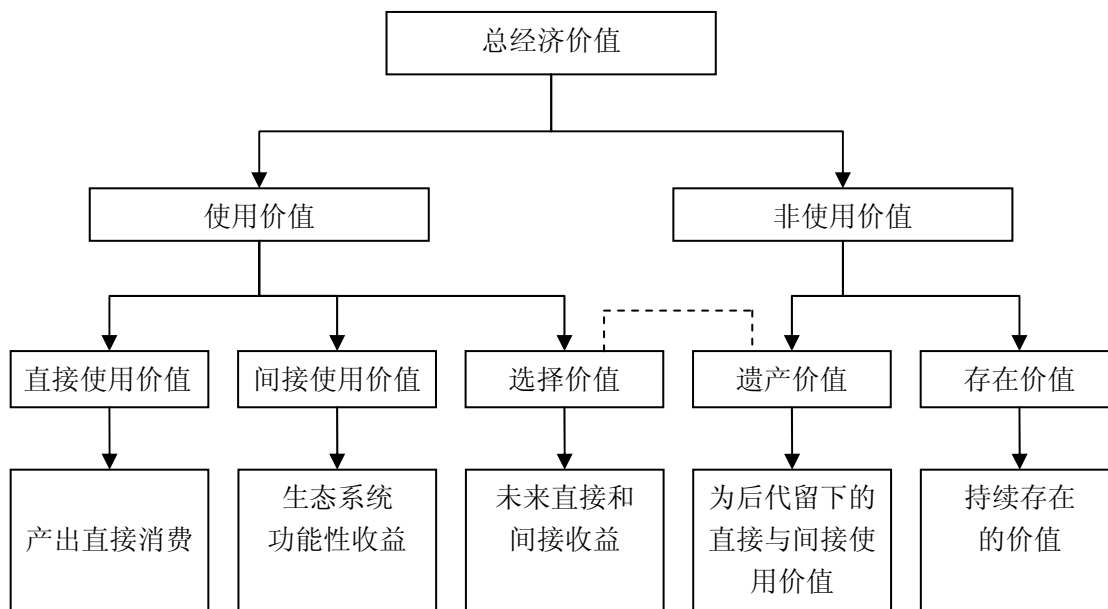 总经济价值
使用价值
非使用价值
直接使用价值
间接使用价值
选择价值
遗产价值
存在价值
产出直接消费
生态系统
功能性收益
未来直接和
间接收益
为后代留下的
直接与间接使
用价值
持续存在
的价值